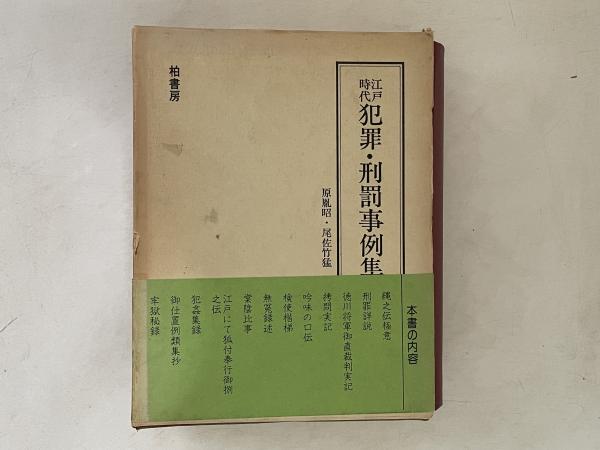 江戸時代
犯罪・刑罰事例集
原胤昭・尾佐竹猛
柏書房
本書の内容
縄之伝極意
刑罪詳説
徳川将軍御直裁判実記
拷問実記
吟味の口伝
検使楷梯
無冤録述
棠陰比事
江戸にて狐付奉行御捌
之伝
犯姦集録
御仕置例類集抄
牢獄秘録